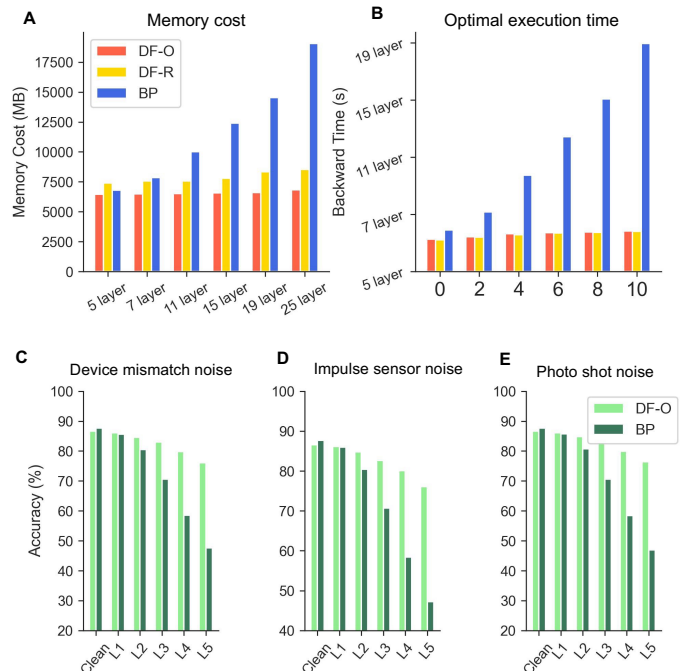 A
Memory cost
DF-O
DF-R
BP
Memory Cost (MB)
17500
15000
12500
10000
7500
5000
2500
0
5 layer
7 layer
11 layer
15 layer
19 layer
25 layer
B
Optimal execution time
Backward Time (s)
19 layer
15 layer
11 layer
7 layer
5 layer
0
2
4
6
8
10
C
Device mismatch noise
Accuracy (%)
100
90
80
70
60
50
40
30
20
Clean
L1
L2
L3
L4
L5
D
Impulse sensor noise
100
90
80
70
60
50
40
Clean
L1
L2
L3
L4
L5
E
Photo shot noise
DF-O
BP
100
90
80
70
60
50
40
30
20
Clean
L1
L2
L3
L4
L5